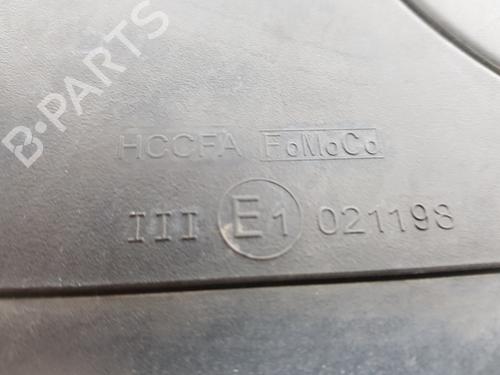 B-PARTS
HCCFA FoMoCo
III E1 021198